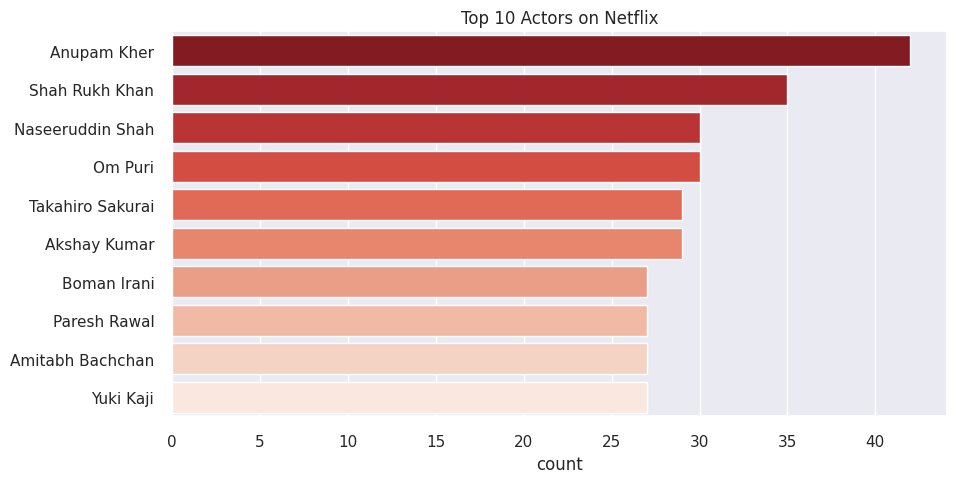 Top 10 Actors on Netflix
Anupam Kher
Shah Rukh Khan
Naseeruddin Shah
Om Puri
Takahiro Sakurai
Akshay Kumar
Boman Irani
Paresh Rawal
Amitabh Bachchan
Yuki Kaji
0 5 10 15 20 25 30 35 40
count